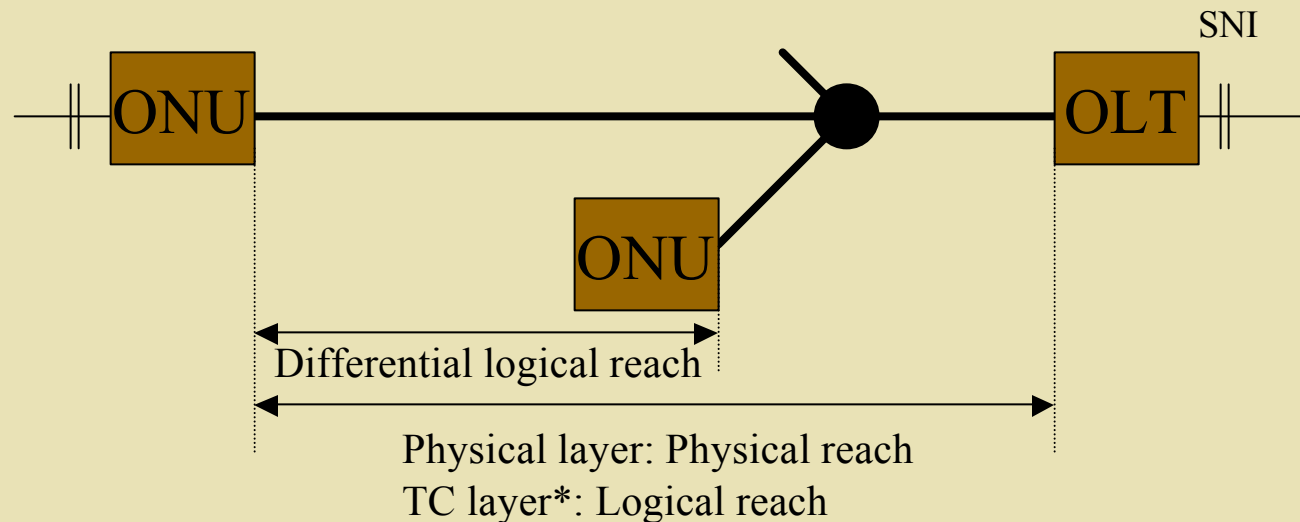 SNI
ONU
OLT
ONU
Differential logical reach
Physical layer: Physical reach
TC layer*: Logical reach